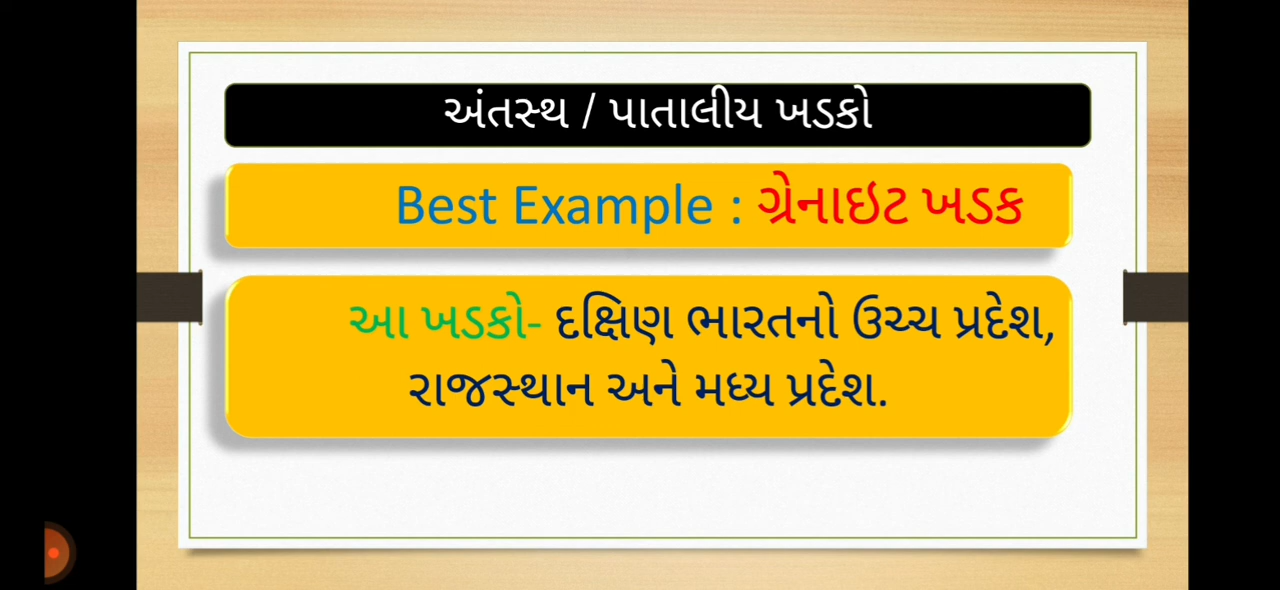 અંતસ્થ / પાતાલીય ખડકો
Best Example : ગ્રેનાઇટ ખડક
આ ખડકો- દક્ષિણ ભારતનો ઉચ્ચ પ્રદેશ,
રાજસ્થાન અને મધ્ય પ્રદેશ.